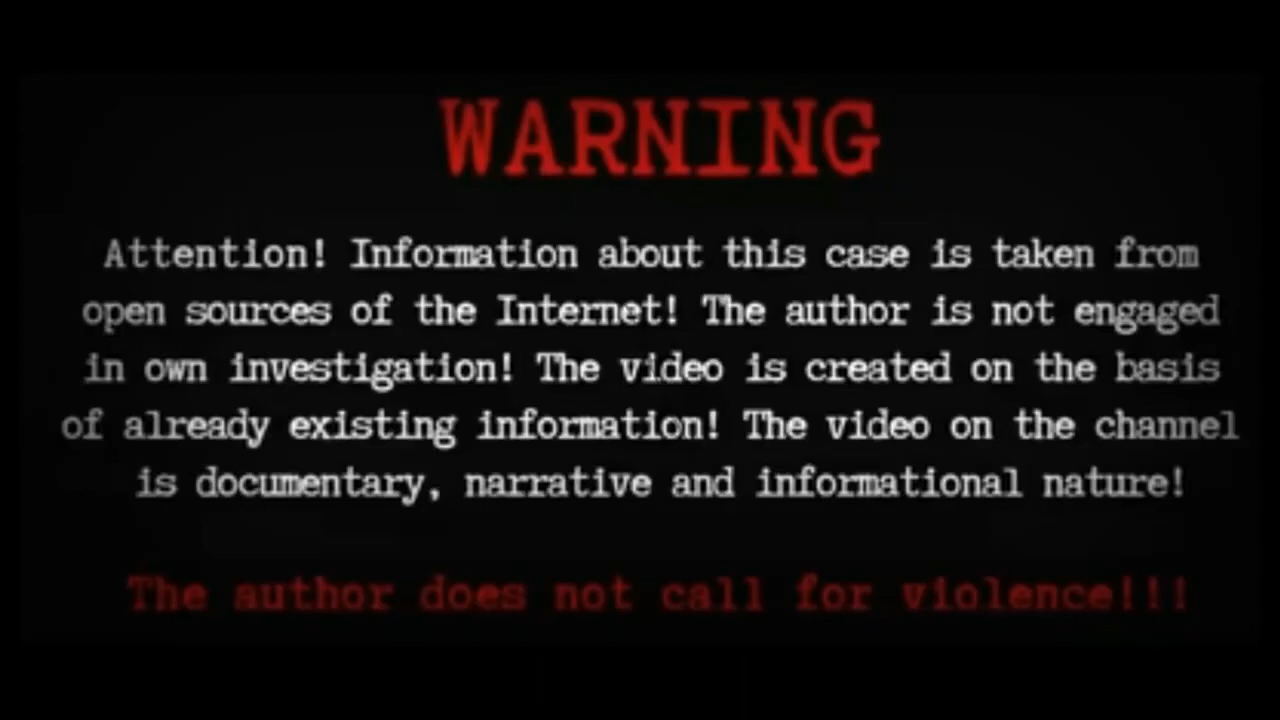 WARNING
Attention! Information about this case is taken from
open sources of the Internet! The author is not engaged
in own investigation! The video is created on the basis
of already existing information! The video on the channel
is documentary, narrative and informational nature!
The author does not call for violence!!!